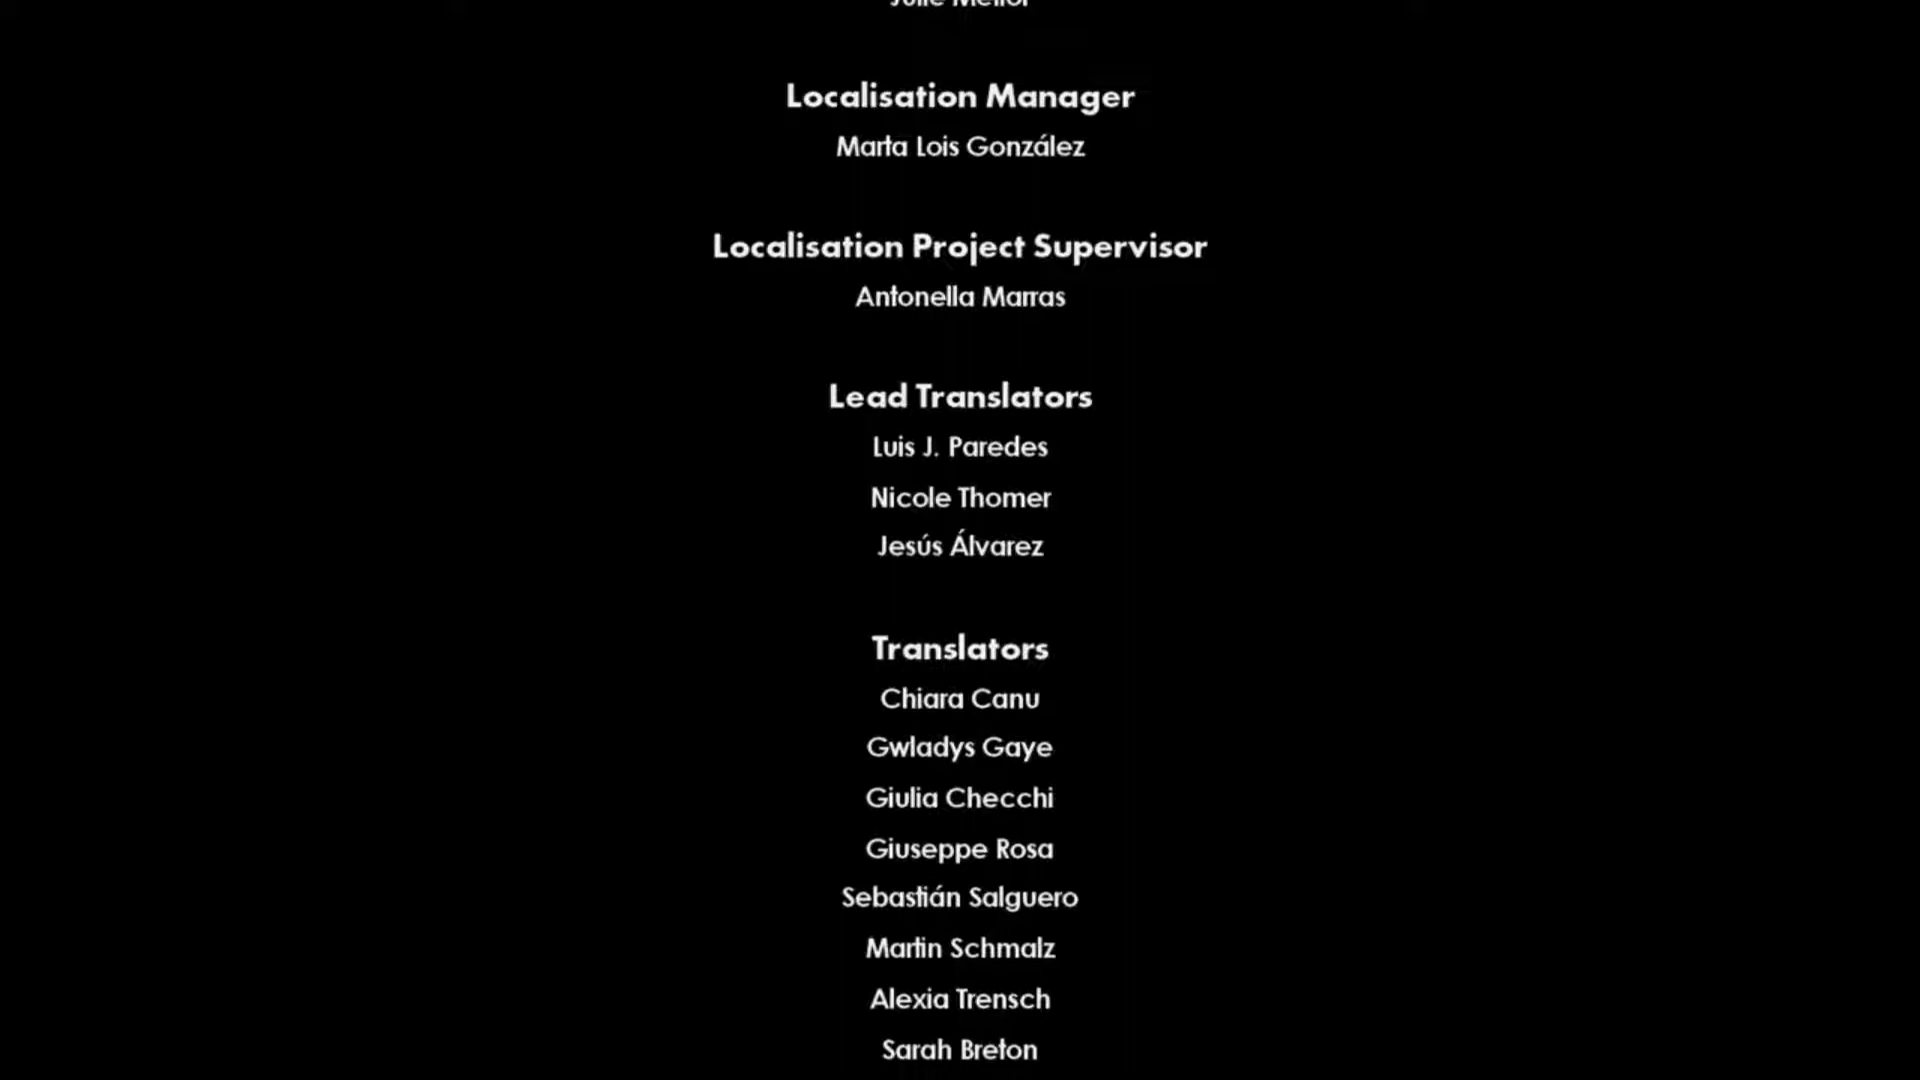 Localisation Manager
Marta Lois González
Localisation Project Supervisor
Antonella Marras
Lead Translators
Luis J. Paredes
Nicole Thomer
Jesús Álvarez
Translators
Chiara Canu
Gwladys Gaye
Giulia Checchi
Giuseppe Rosa
Sebastián Salguero
Martin Schmalz
Alexia Trensch
Sarah Breton